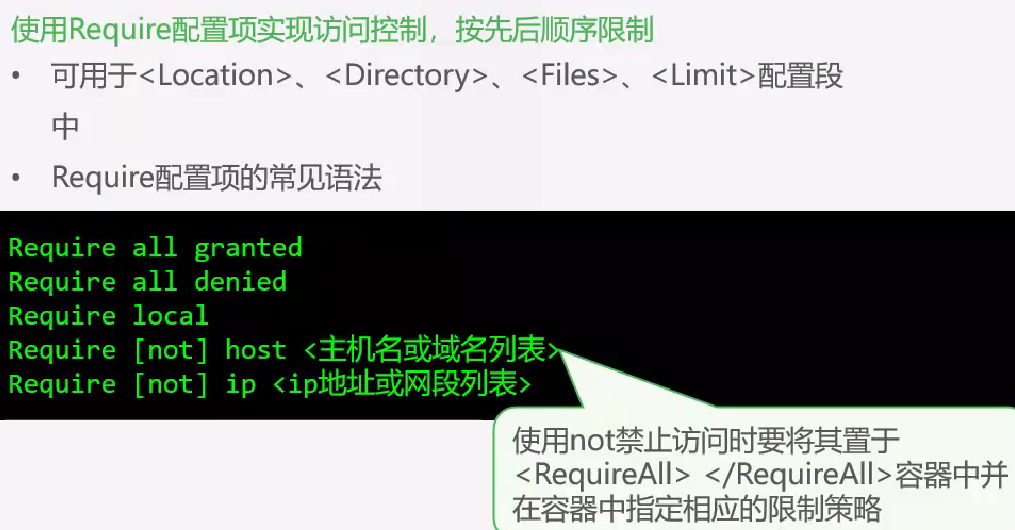 使用Require配置项实现访问控制，按先后顺序限制
• 可用于<Location>、<Directory>、<Files>、<Limit>配置段
中
• Require配置项的常见语法
Require all granted
Require all denied
Require local
Require [not] host <主机名或域名列表>
Require [not] ip <ip地址或网段列表>
使用not禁止访问时要将其置于
<RequireAll> </RequireAll>容器中并
在容器中指定相应的限制策略